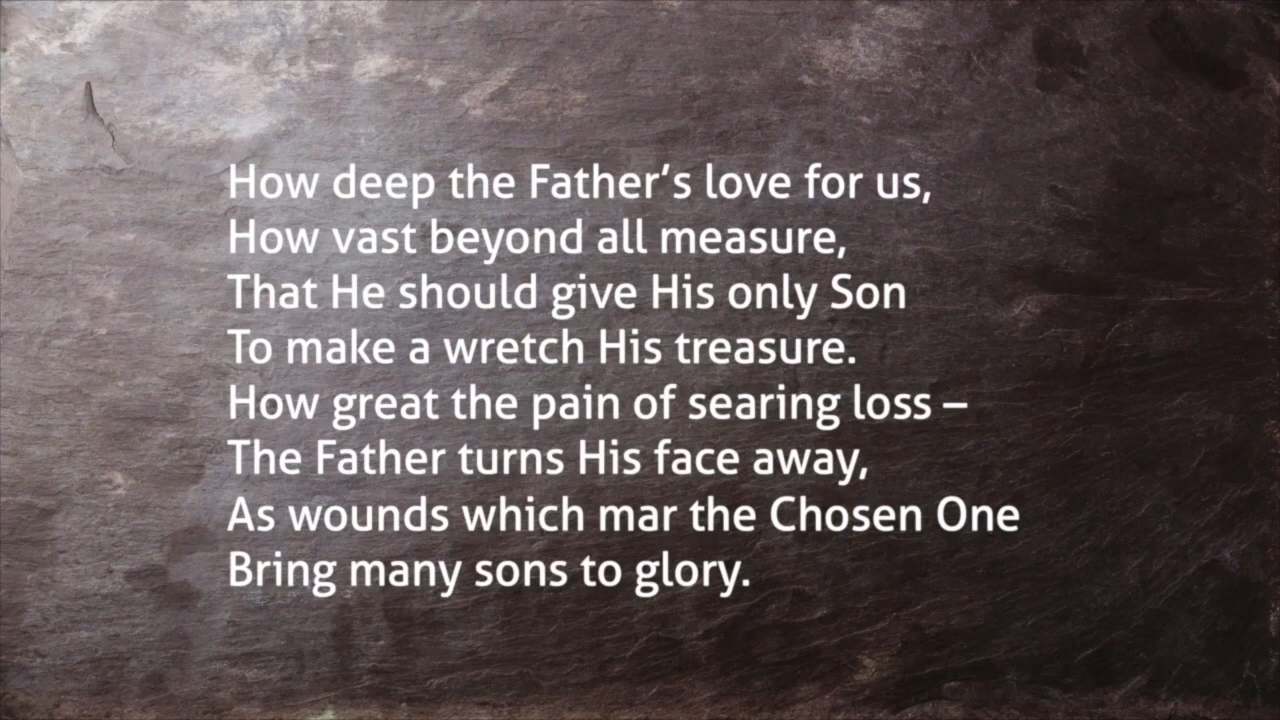 How deep the Father’s love for us,
How vast beyond all measure,
That He should give His only Son
To make a wretch His treasure.
How great the pain of searing loss –
The Father turns His face away,
As wounds which mar the Chosen One
Bring many sons to glory.